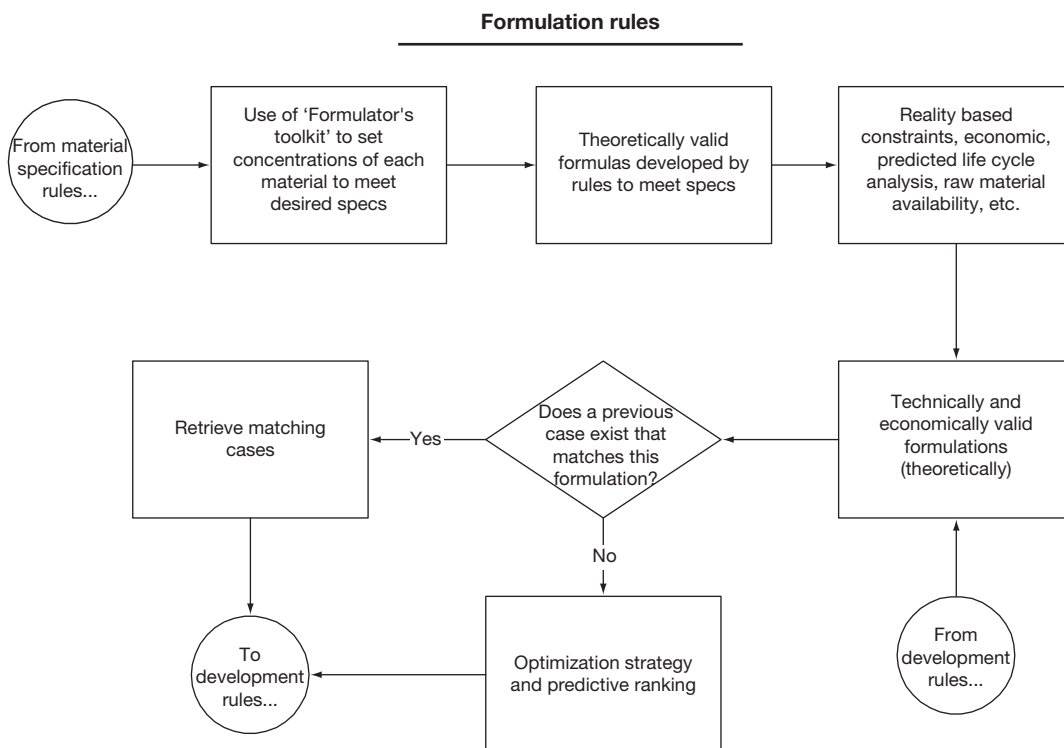 Formulation rules
From material
specification
rules...
Use of ‘Formulator's
toolkit’ to set
concentrations of each
material to meet
desired specs
Theoretically valid
formulas developed by
rules to meet specs
Reality based
constraints, economic,
predicted life cycle
analysis, raw material
availability, etc.
Retrieve matching
cases
Yes
Does a previous
case exist that
matches this
formulation?
Technically and
economically valid
formulations
(theoretically)
No
To
development
rules...
Optimization strategy
and predictive ranking
From
development
rules...